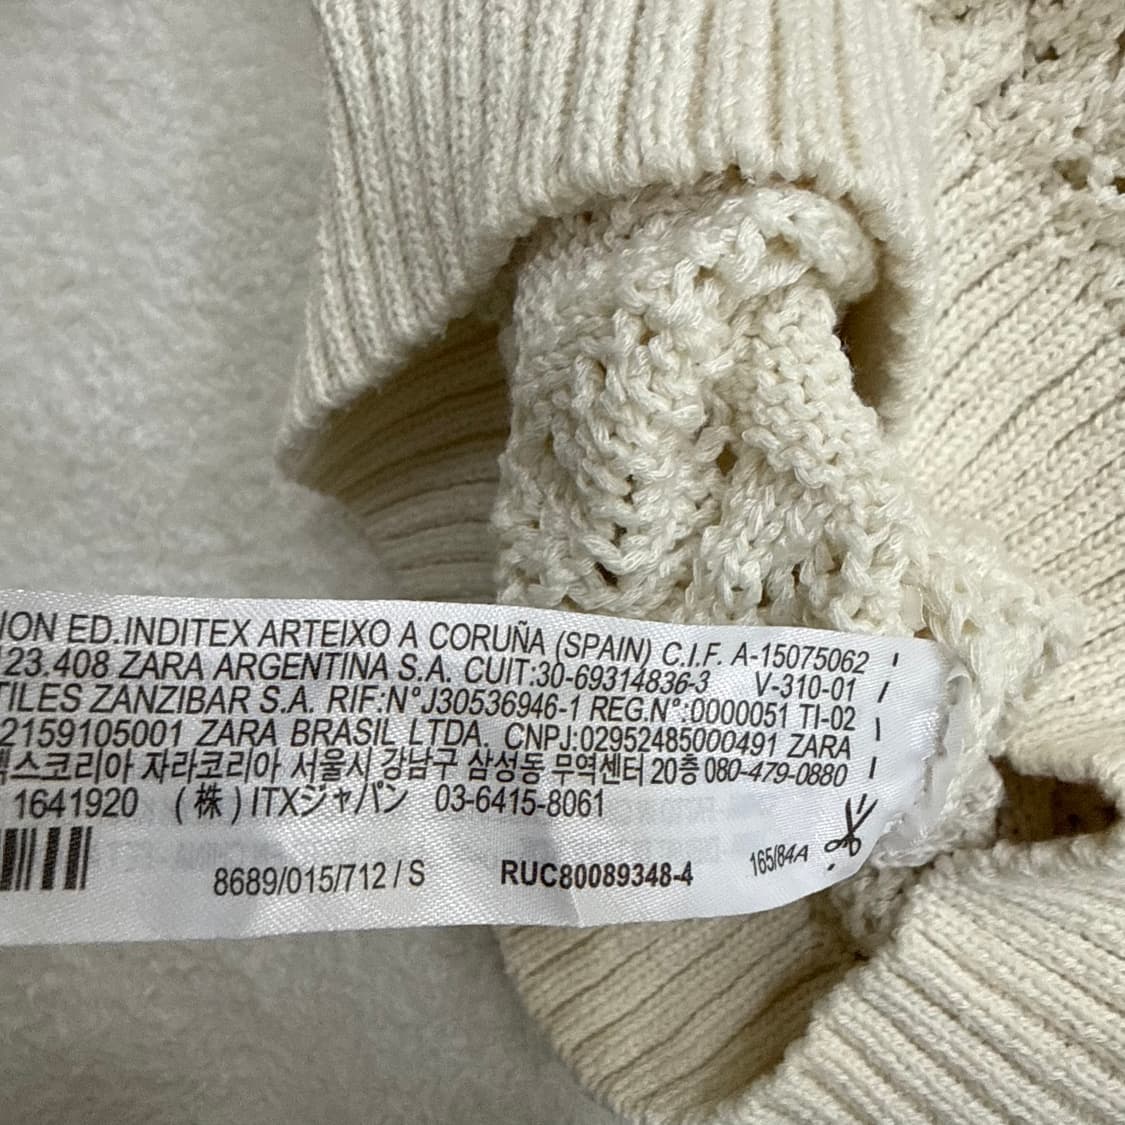 ION ED.INDITEX ARTEIXO A CORUÑA (SPAIN) C.I.F. A-15075062
23.408 ZARA ARGENTINA S.A. CUIT:30-69314836-3 V-310-01
TILES ZANZIBAR S.A. RIF:N°J30536946-1 REG.N°:0000051 TI-02
2159105001 ZARA BRASIL LTDA. CNPJ:02952485000491 ZARA
스코리아 자라코리아 서울시 강남구 삼성동 무역센터 20층 080-479-0880
1641920 (株)ITXジャパン 03-6415-8061
8689/015/712 / S RUC80089348-4 165/84A